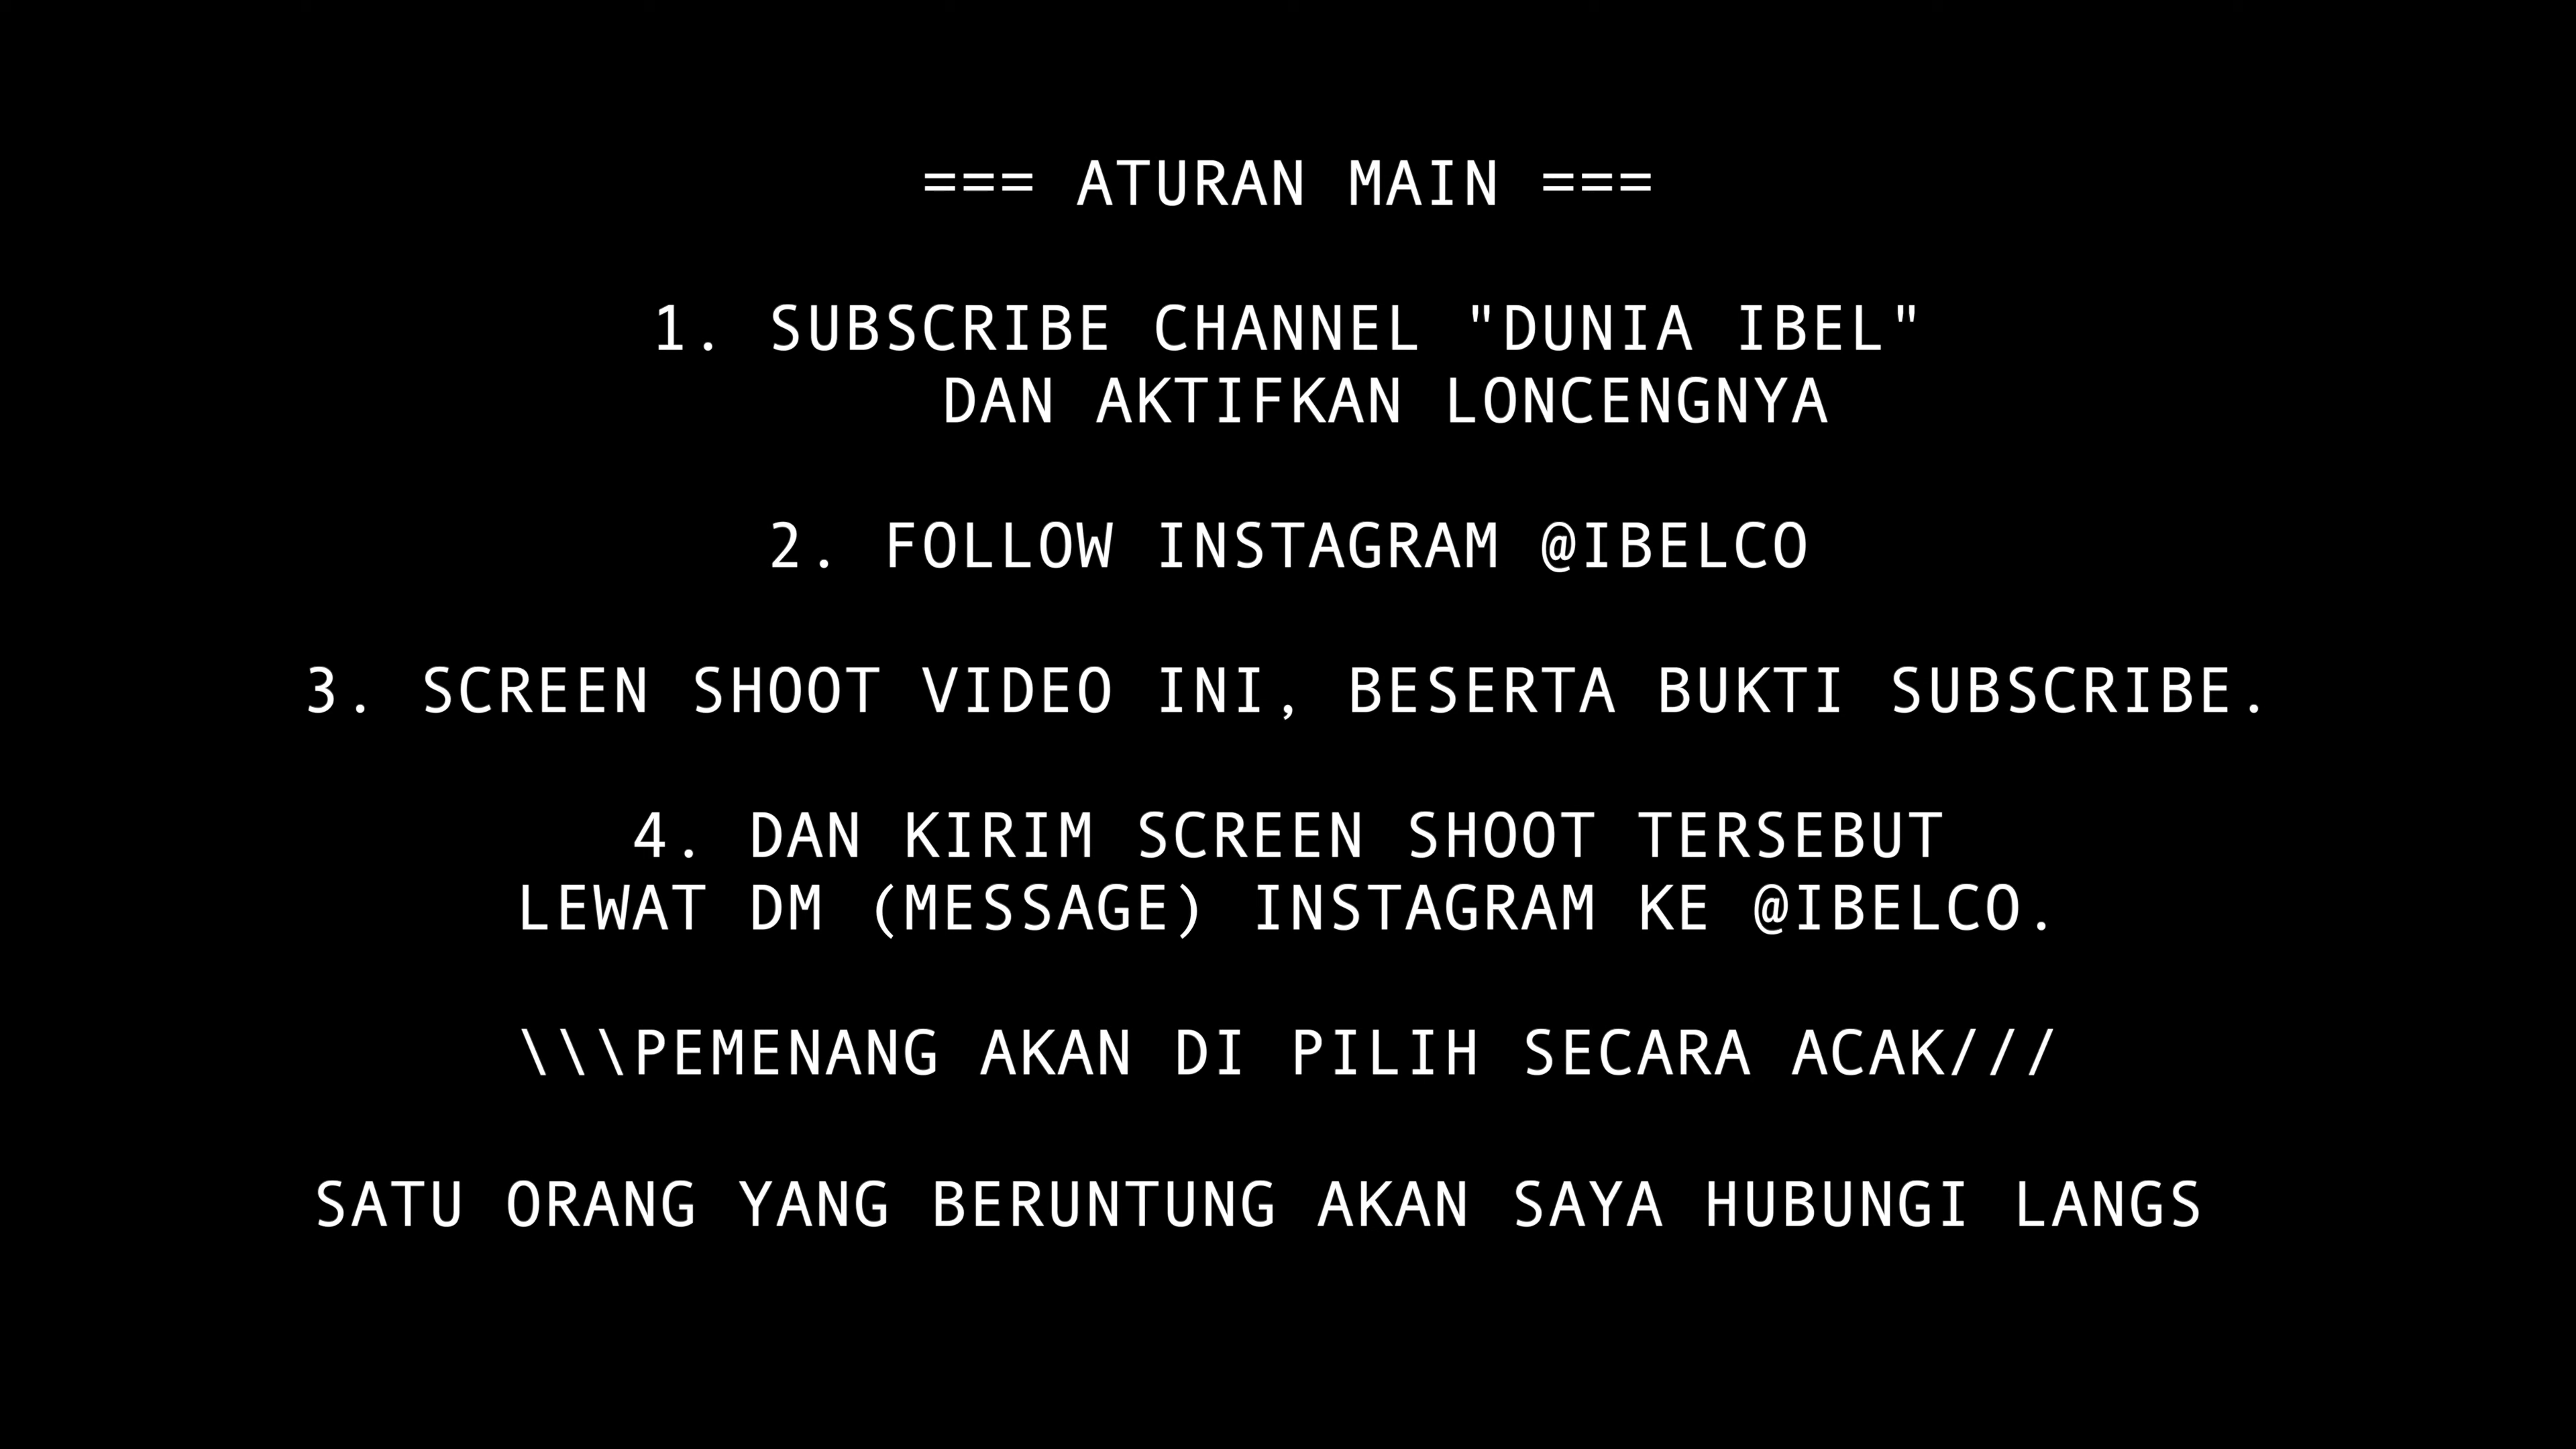 === ATURAN MAIN ===
1. SUBSCRIBE CHANNEL "DUNIA IBEL"
DAN AKTIFKAN LONCENGNYA
2. FOLLOW INSTAGRAM @IBELCO
3. SCREEN SHOOT VIDEO INI, BESERTA BUKTI SUBSCRIBE.
4. DAN KIRIM SCREEN SHOOT TERSEBUT
LEWAT DM (MESSAGE) INSTAGRAM KE @IBELCO.
\\\PEMENANG AKAN DI PILIH SECARA ACAK///
SATU ORANG YANG BERUNTUNG AKAN SAYA HUBUNGI LANGS